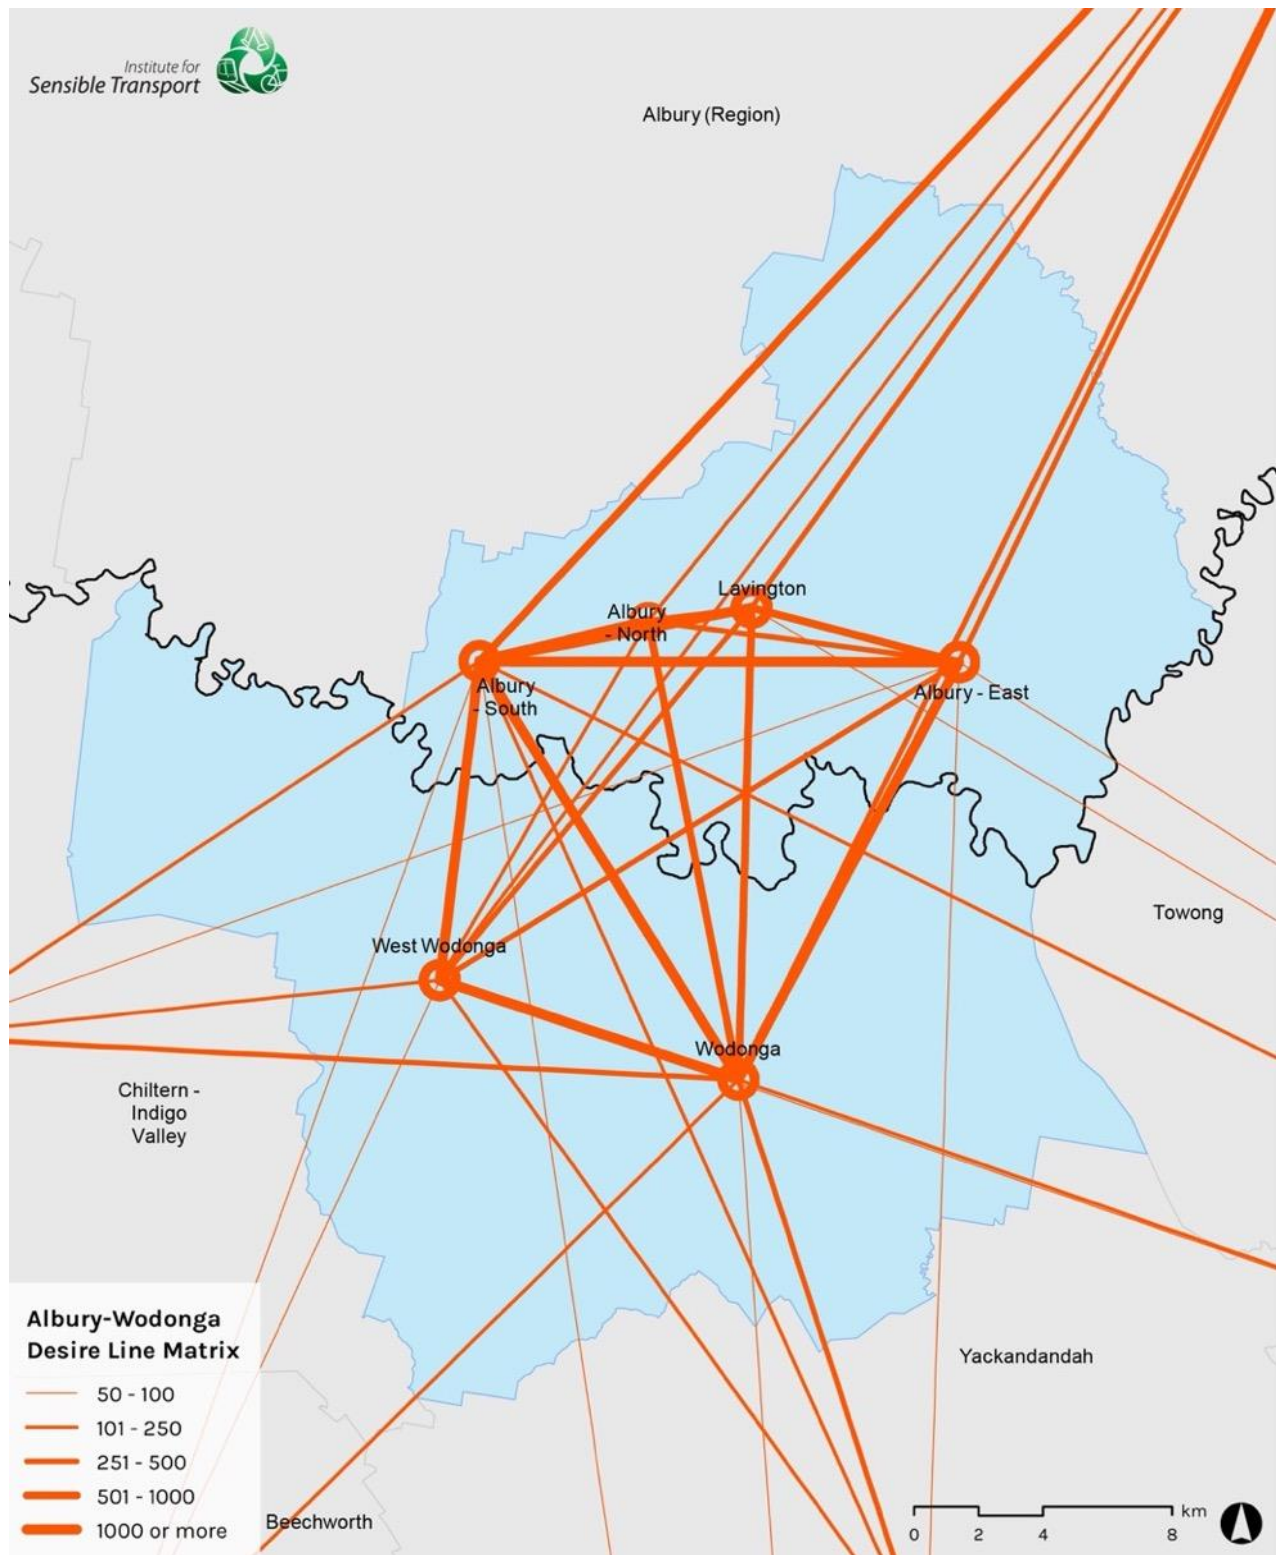 Institute for
Sensible Transport
Albury (Region)
Lavington
Albury
- North
Albury
- South
Albury - East
Towong
West Wodonga
Wodonga
Chiltern -
Indigo
Valley
Yackandandah
Beechworth
Albury-Wodonga
Desire Line Matrix
50 - 100
101 - 250
251 - 500
501 - 1000
1000 or more
km
0 2 4 8